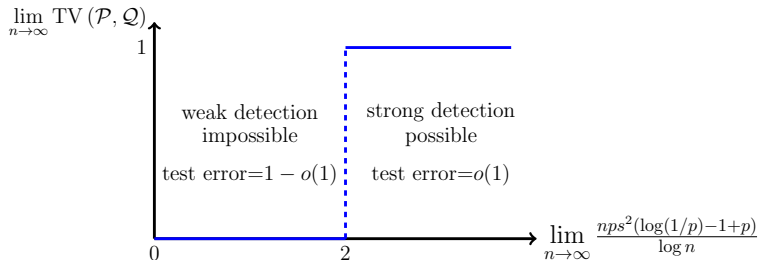 lim n→∞ TV (𝒫, 𝒬)
1
weak detection
impossible
test error=1 − o(1)
strong detection
possible
test error=o(1)
0
2
lim n→∞ nps²(log(1/p)−1+p) / log n